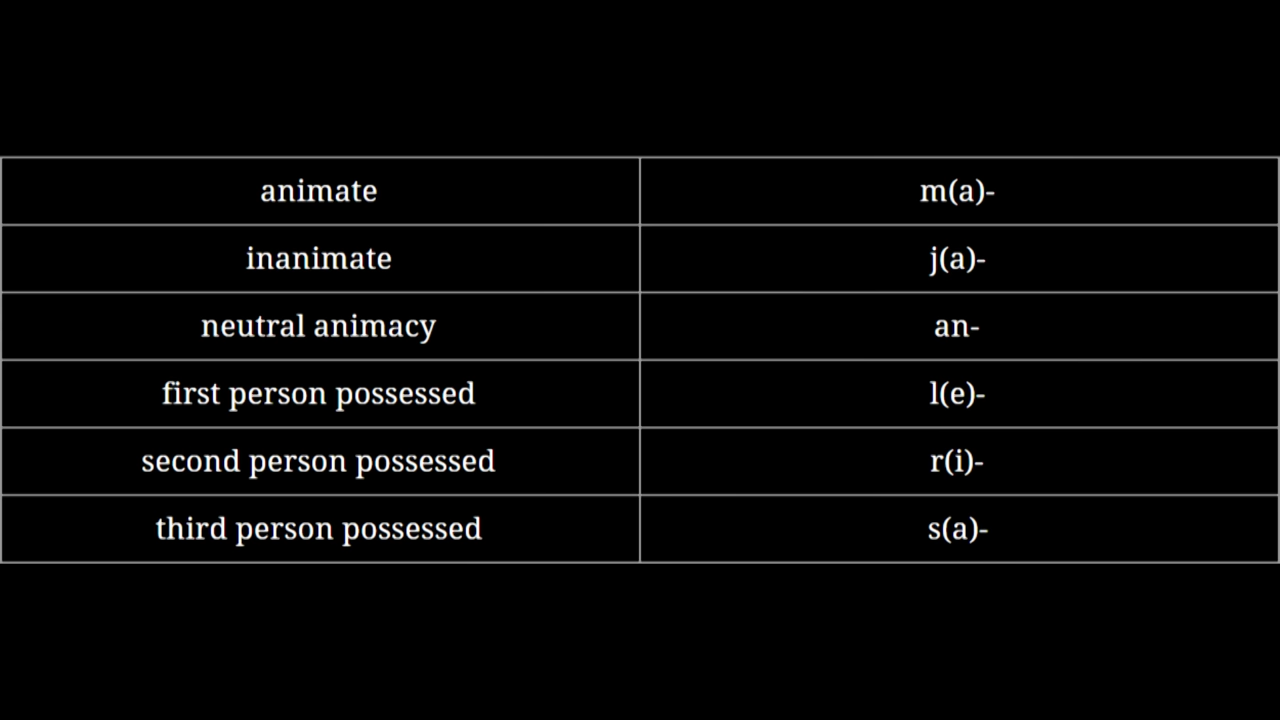 animate m(a)-
inanimate j(a)-
neutral animacy an-
first person possessed l(e)-
second person possessed r(i)-
third person possessed s(a)-